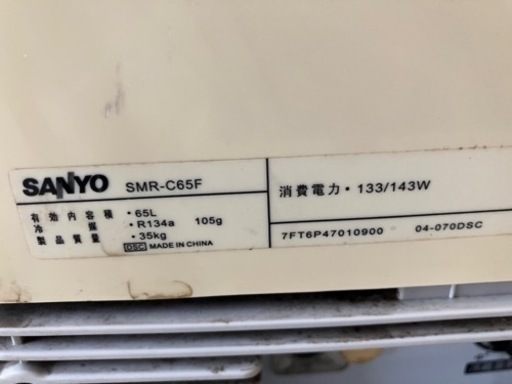 SANYO SMR-C65F
有効内容積 ・65L
冷媒 ・R134a 105g
製品質量 ・35kg
DSC MADE IN CHINA
消費電力・133/143W
7FT6P47010900 04-070DSC